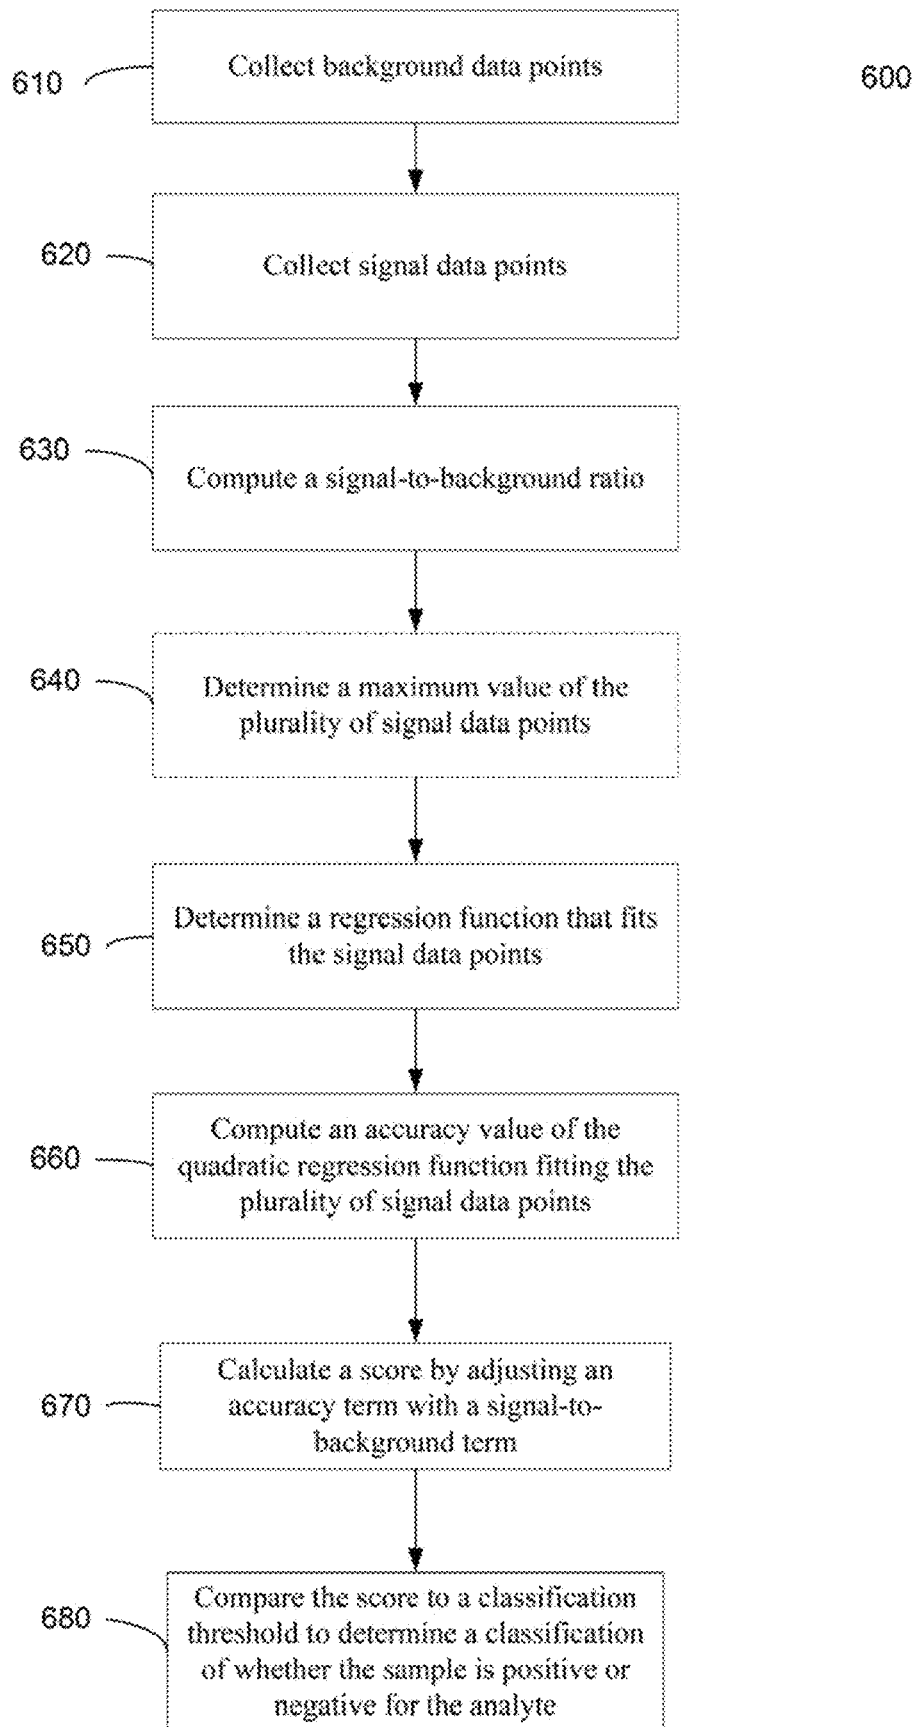 600
610
Collect background data points
620
Collect signal data points
630
Compute a signal-to-background ratio
640
Determine a maximum value of the
plurality of signal data points
650
Determine a regression function that fits
the signal data points
660
Compute an accuracy value of the
quadratic regression function fitting the
plurality of signal data points
670
Calculate a score by adjusting an
accuracy term with a signal-to-
background term
680
Compare the score to a classification
threshold to determine a classification
of whether the sample is positive or
negative for the analyte